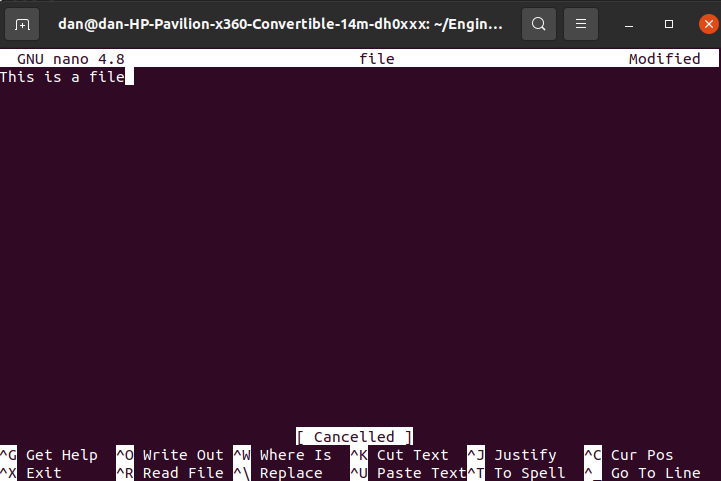 dan@dan-HP-Pavilion-x360-Convertible-14m-dh0xxx: ~/Engin...
GNU nano 4.8 file Modified
This is a file
[ Cancelled ]
^G Get Help ^O Write Out ^W Where Is ^K Cut Text ^J Justify ^C Cur Pos
^X Exit ^R Read File ^\ Replace ^U Paste Text ^T To Spell ^_ Go To Line